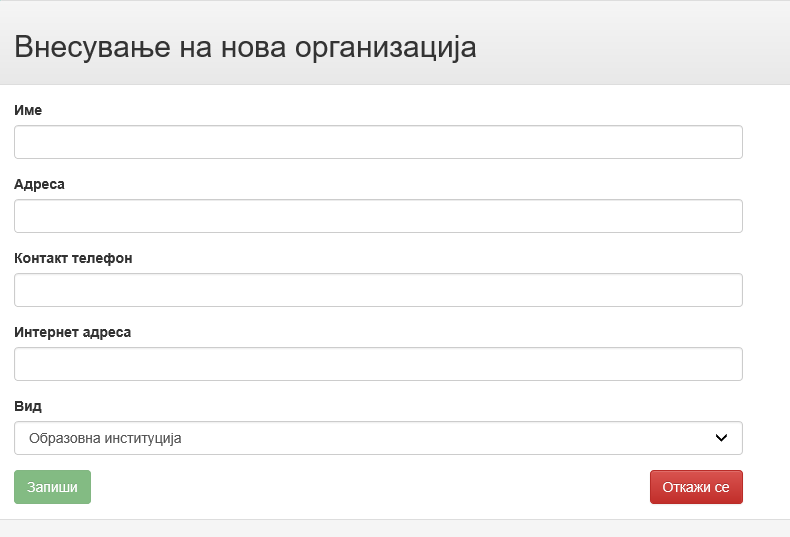 Внесување на нова организација
Име
Адреса
Контакт телефон
Интернет адреса
Вид
Образовна институција
Запиши
Откажи се